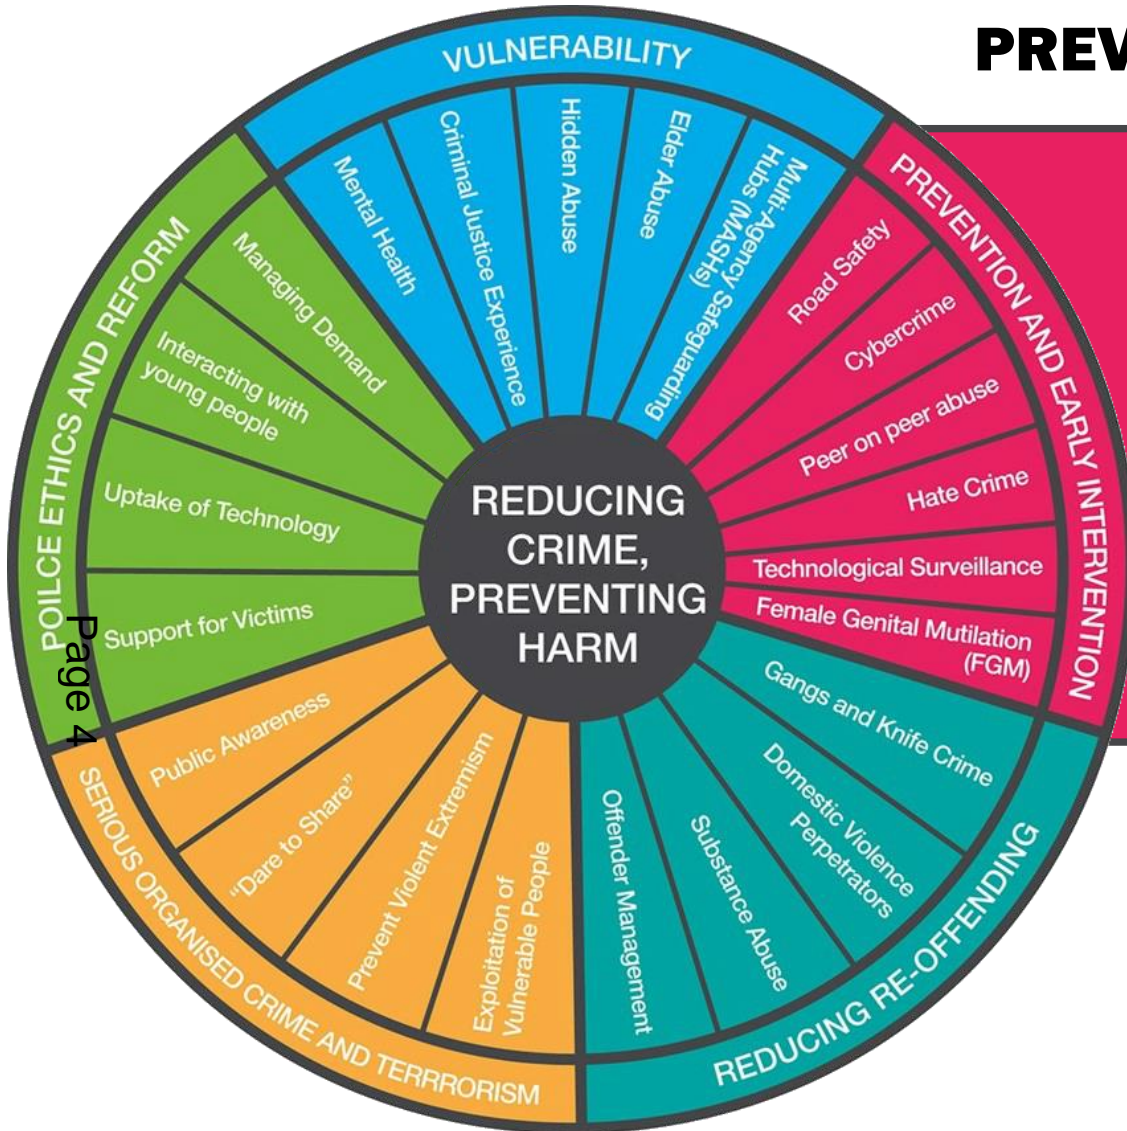 PREV
VULNERABILITY
Mental Health
Criminal Justice Experience
Hidden Abuse
Elder Abuse
Multi-Agency Safeguarding
Hubs (MASHs)
PREVENTION AND EARLY INTERVENTION
Road Safety
Cybercrime
Peer on peer abuse
Hate Crime
Technological Surveillance
Female Genital Mutilation
(FGM)
REDUCING RE-OFFENDING
Gangs and Knife Crime
Domestic Violence
Perpetrators
Substance Abuse
Offender Management
SERIOUS ORGANISED CRIME AND TERRRORISM
Exploitation of
Vulnerable People
Prevent Violent Extremism
“Dare to Share”
Public Awareness
POILCE ETHICS AND REFORM
Support for Victims
Uptake of Technology
Interacting with
young people
Managing Demand
REDUCING
CRIME,
PREVENTING
HARM
Page 4